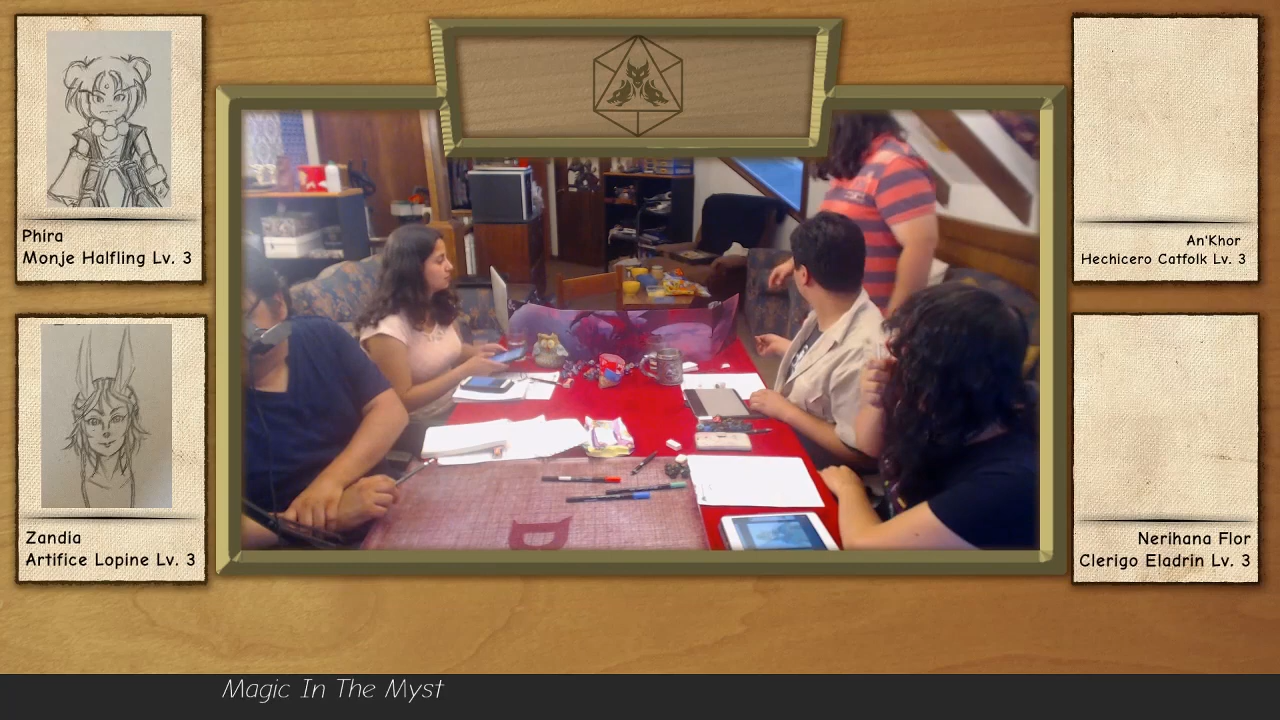 Phira
Monje Halfling Lv. 3
Zandia
Artifice Lopine Lv. 3
An'Khor
Hechicero Catfolk Lv. 3
Nerihana Flor
Clerigo Eladrin Lv. 3
Magic In The Myst